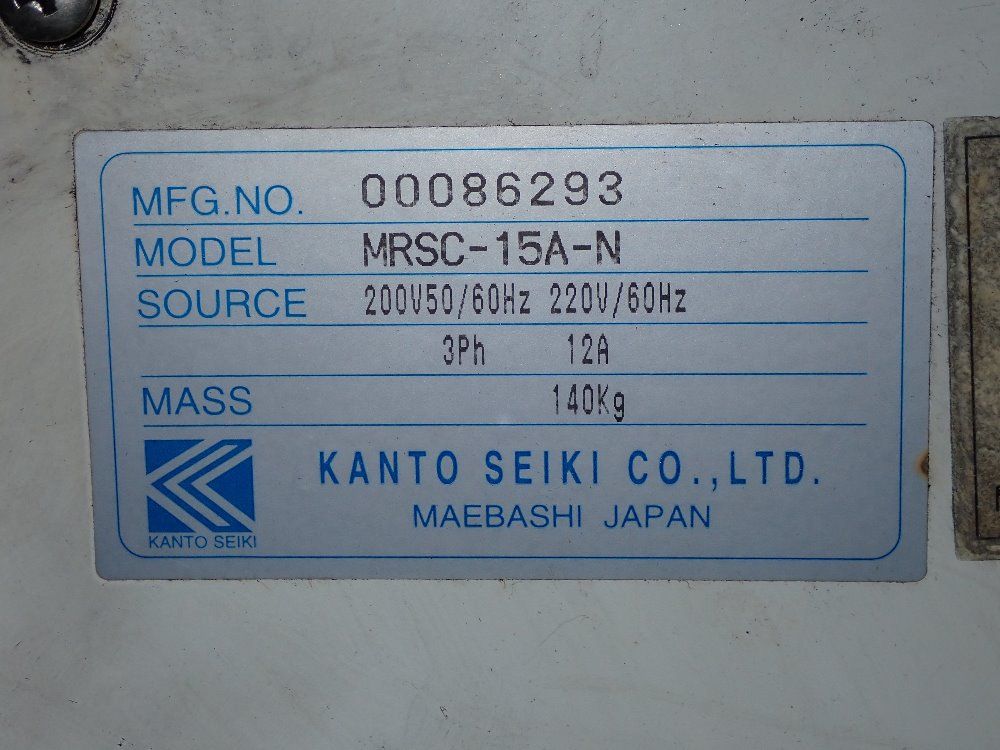 MFG.NO. 00086293
MODEL MRSC-15A-N
SOURCE 200V50/60Hz 220V/60Hz
3Ph 12A
MASS 140Kg
KANTO SEIKI CO.,LTD.
MAEBASHI JAPAN
KANTO SEIKI